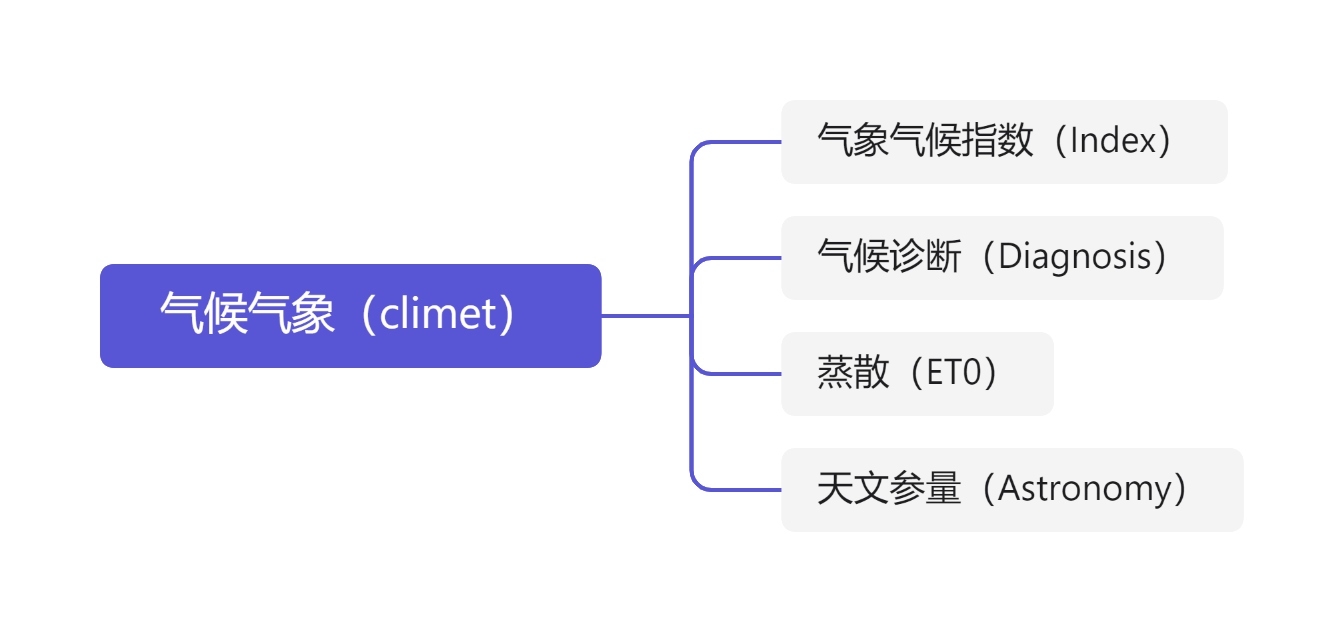 气候气象（climet）
气象气候指数（Index）
气候诊断（Diagnosis）
蒸散（ET0）
天文参量（Astronomy）